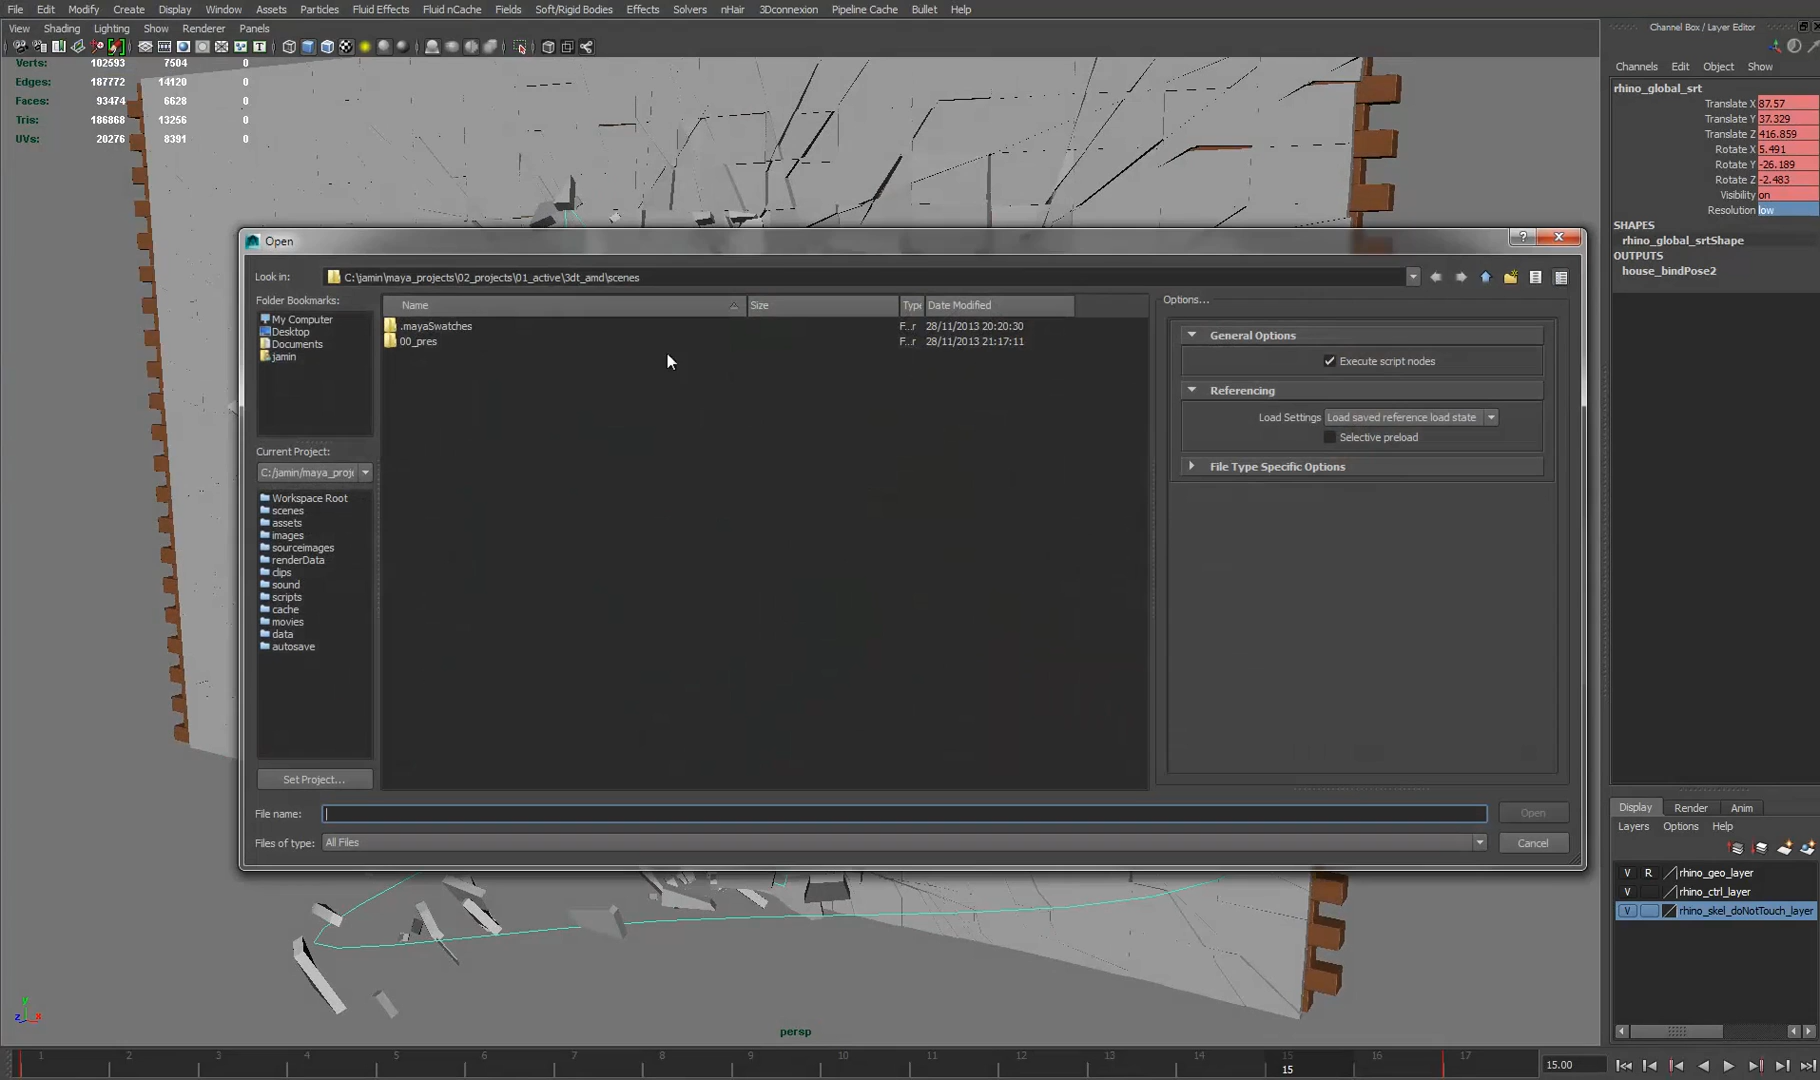 File Edit Modify Create Display Window Assets Particles Fluid Effects Fluid nCache Fields Soft/Rigid Bodies Effects Solvers nHair 3Dconnexion Pipeline Cache Bullet Help
View Shading Lighting Show Renderer Panels
Channel Box / Layer Editor
Channels Edit Object Show
Verts: 102593 7504 0
Edges: 187772 14120 0
Faces: 93474 6628 0
Tris: 186868 13256 0
UVs: 20276 8391 0
rhino_global_srt
Translate X 87.57
Translate Y 37.329
Translate Z 416.859
Rotate X 5.491
Rotate Y -26.189
Rotate Z -2.483
Visibility on
Resolution low
SHAPES
rhino_global_srtShape
OUTPUTS
house_bindPose2
Open
?
Look in: C:\jamin\maya_projects\02_projects\01_active\3dt_amd\scenes
Folder Bookmarks:
My Computer
Desktop
Documents
jamin
Name Size Type Date Modified
.mayaSwatches F...r 28/11/2013 20:20:30
00_pres F...r 28/11/2013 21:17:11
Options...
General Options
Execute script nodes
Referencing
Load Settings Load saved reference load state
Selective preload
File Type Specific Options
Current Project:
C:/jamin/maya_proje
Workspace Root
scenes
assets
images
sourceimages
renderData
clips
sound
scripts
cache
movies
data
autosave
Set Project...
File name: Open
Files of type: All Files Cancel
Display Render Anim
Layers Options Help
V R rhino_geo_layer
V rhino_ctrl_layer
V rhino_skel_doNotTouch_layer
y
z x
persp
1 2 3 4 5 6 7 8 9 10 11 12 13 14 15 16 17
15
15.00